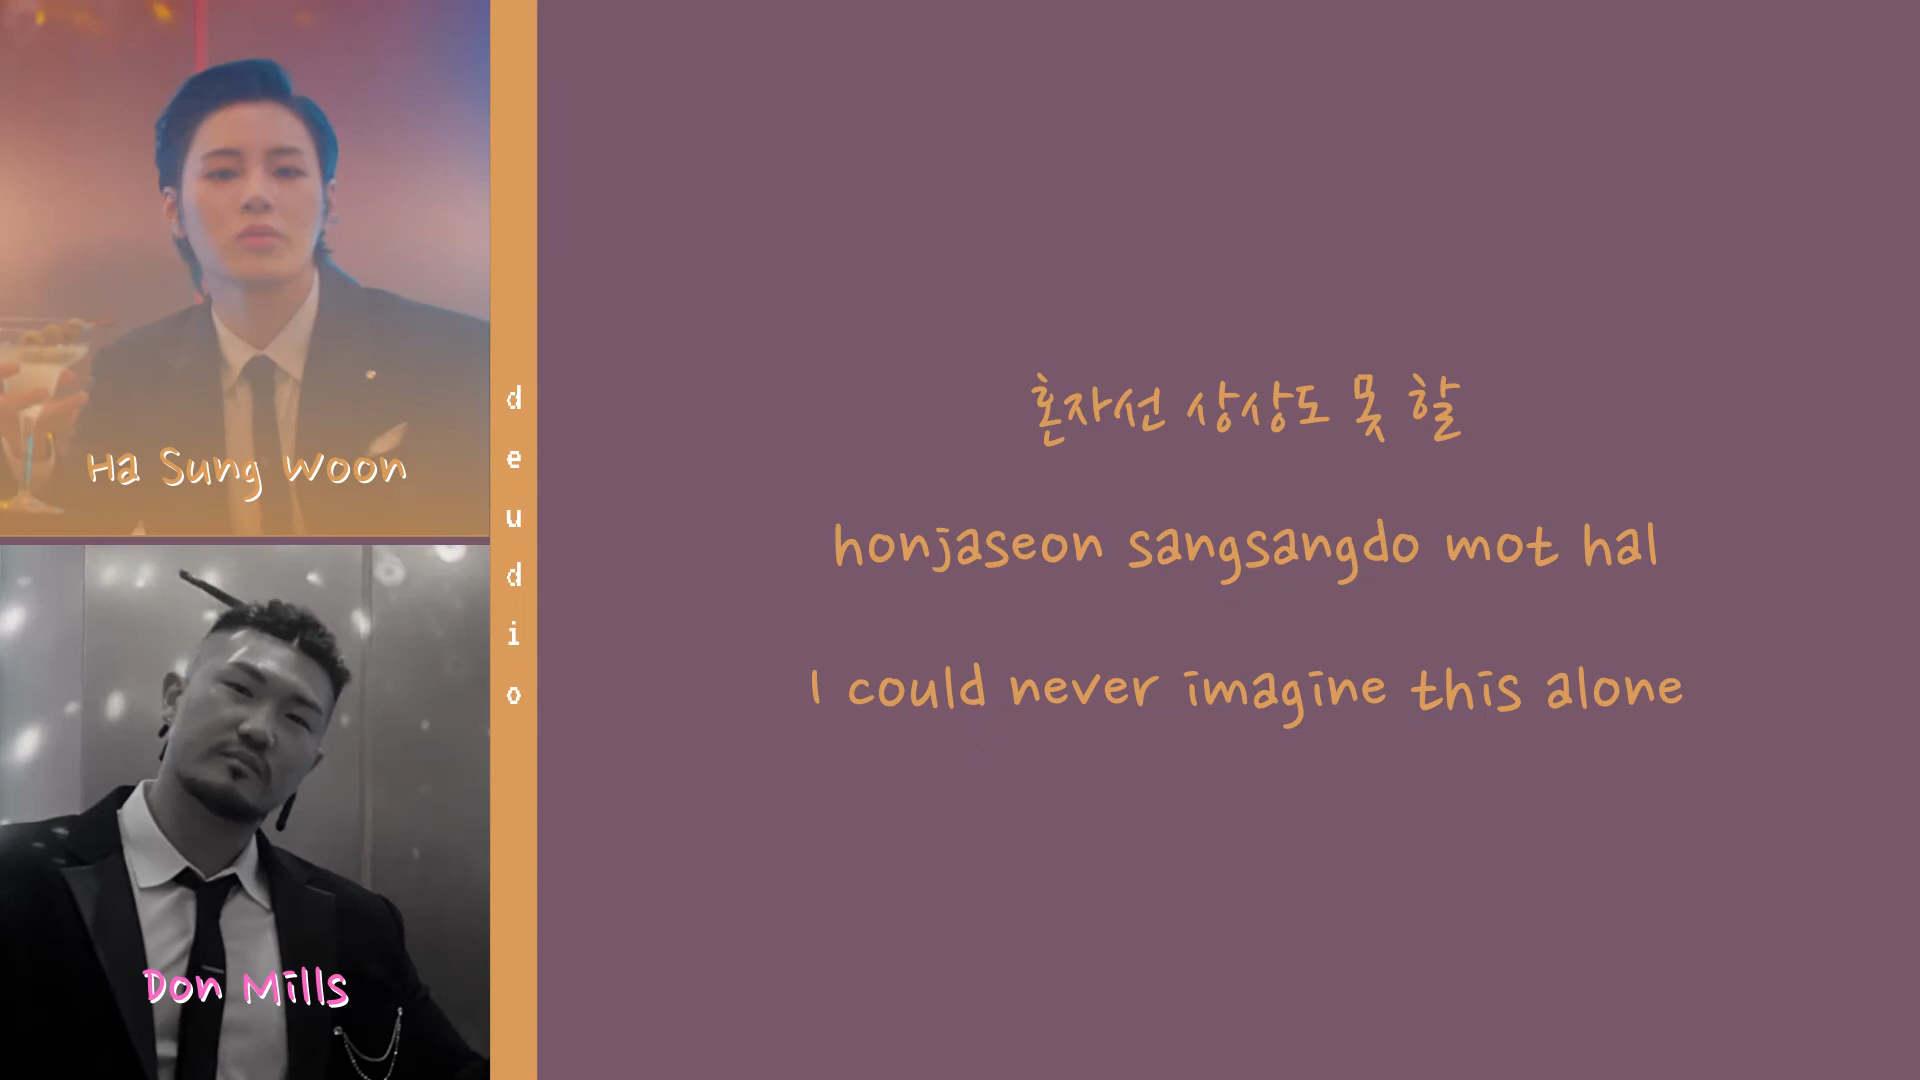 Ha Sung Woon
Don Mills
deudio
혼자선 상상도 못 할
honjaseon sangsangdo mot hal
I could never imagine this alone